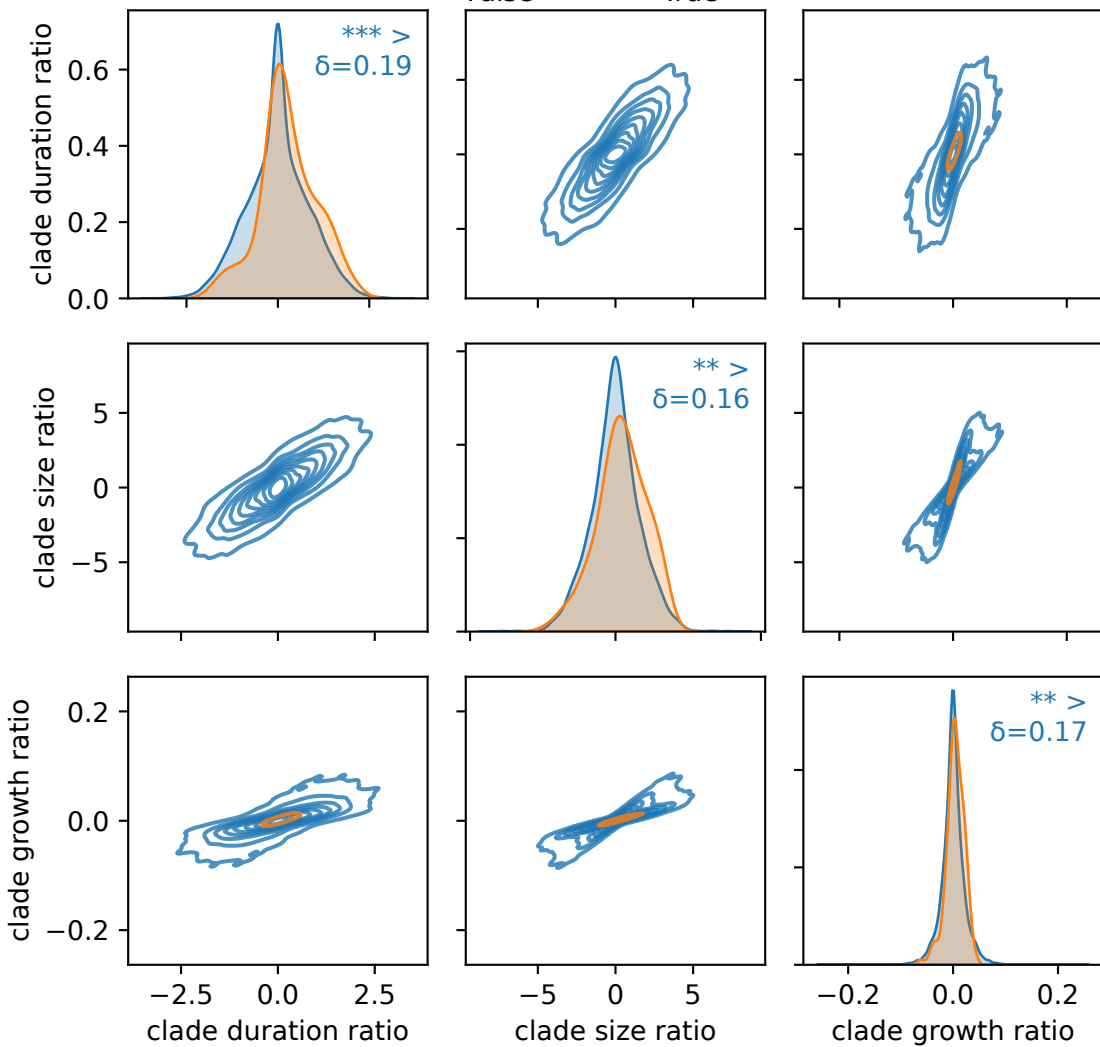 clade duration ratio
0.6
0.4
0.2
0.0
*** >
δ=0.19
clade size ratio
5
0
−5
** >
δ=0.16
clade growth ratio
0.2
0.0
−0.2
** >
δ=0.17
−2.5 0.0 2.5
−5 0 5
−0.2 0.0 0.2
clade duration ratio
clade size ratio
clade growth ratio